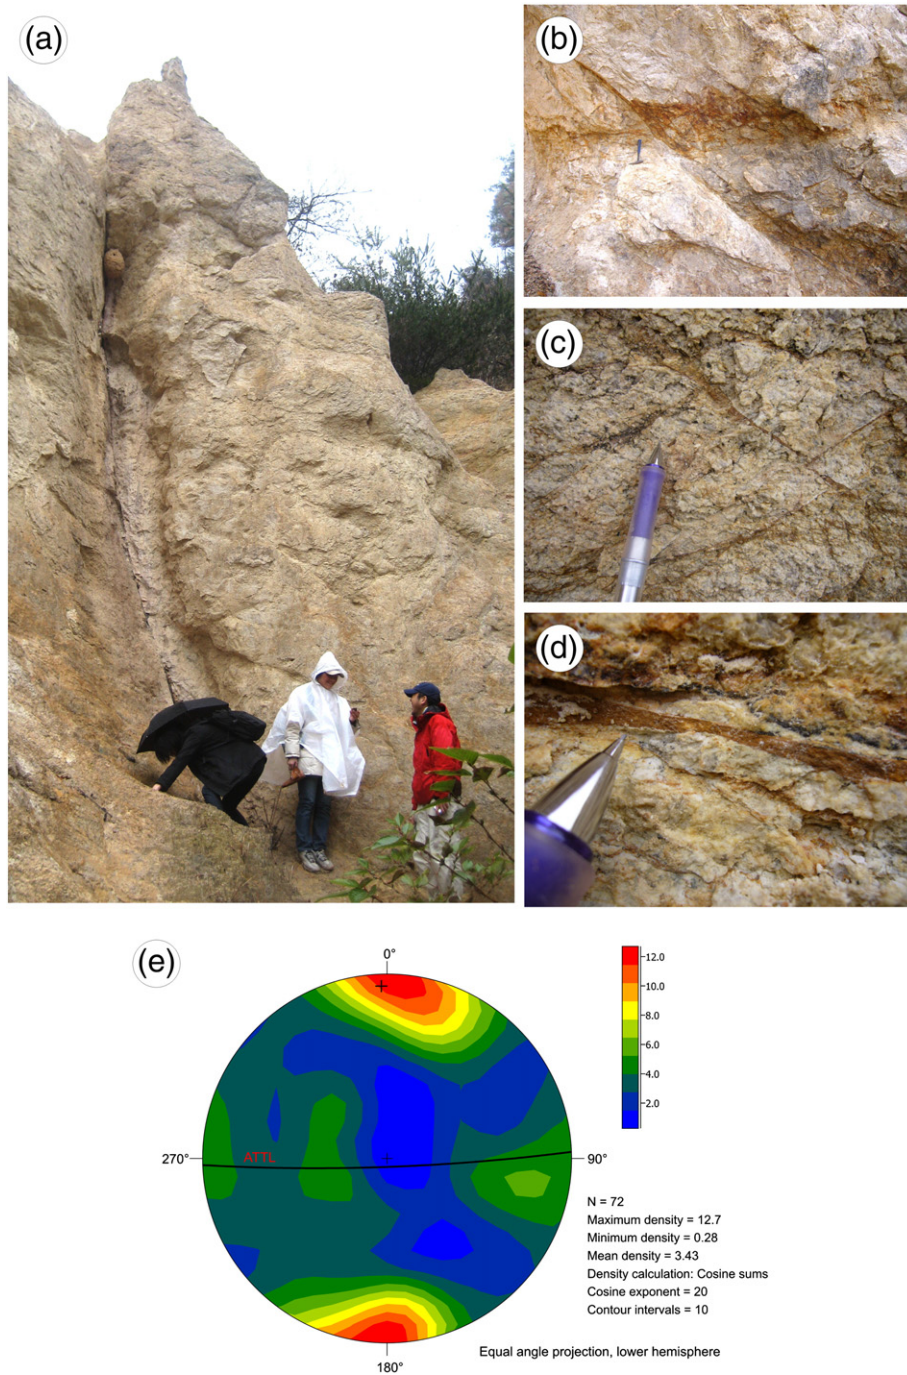 (a)
(b)
(c)
(d)
(e)
0°
12.0
10.0
8.0
6.0
4.0
2.0
270°
ATTL
90°
180°
N = 72
Maximum density = 12.7
Minimum density = 0.28
Mean density = 3.43
Density calculation: Cosine sums
Cosine exponent = 20
Contour intervals = 10
Equal angle projection, lower hemisphere